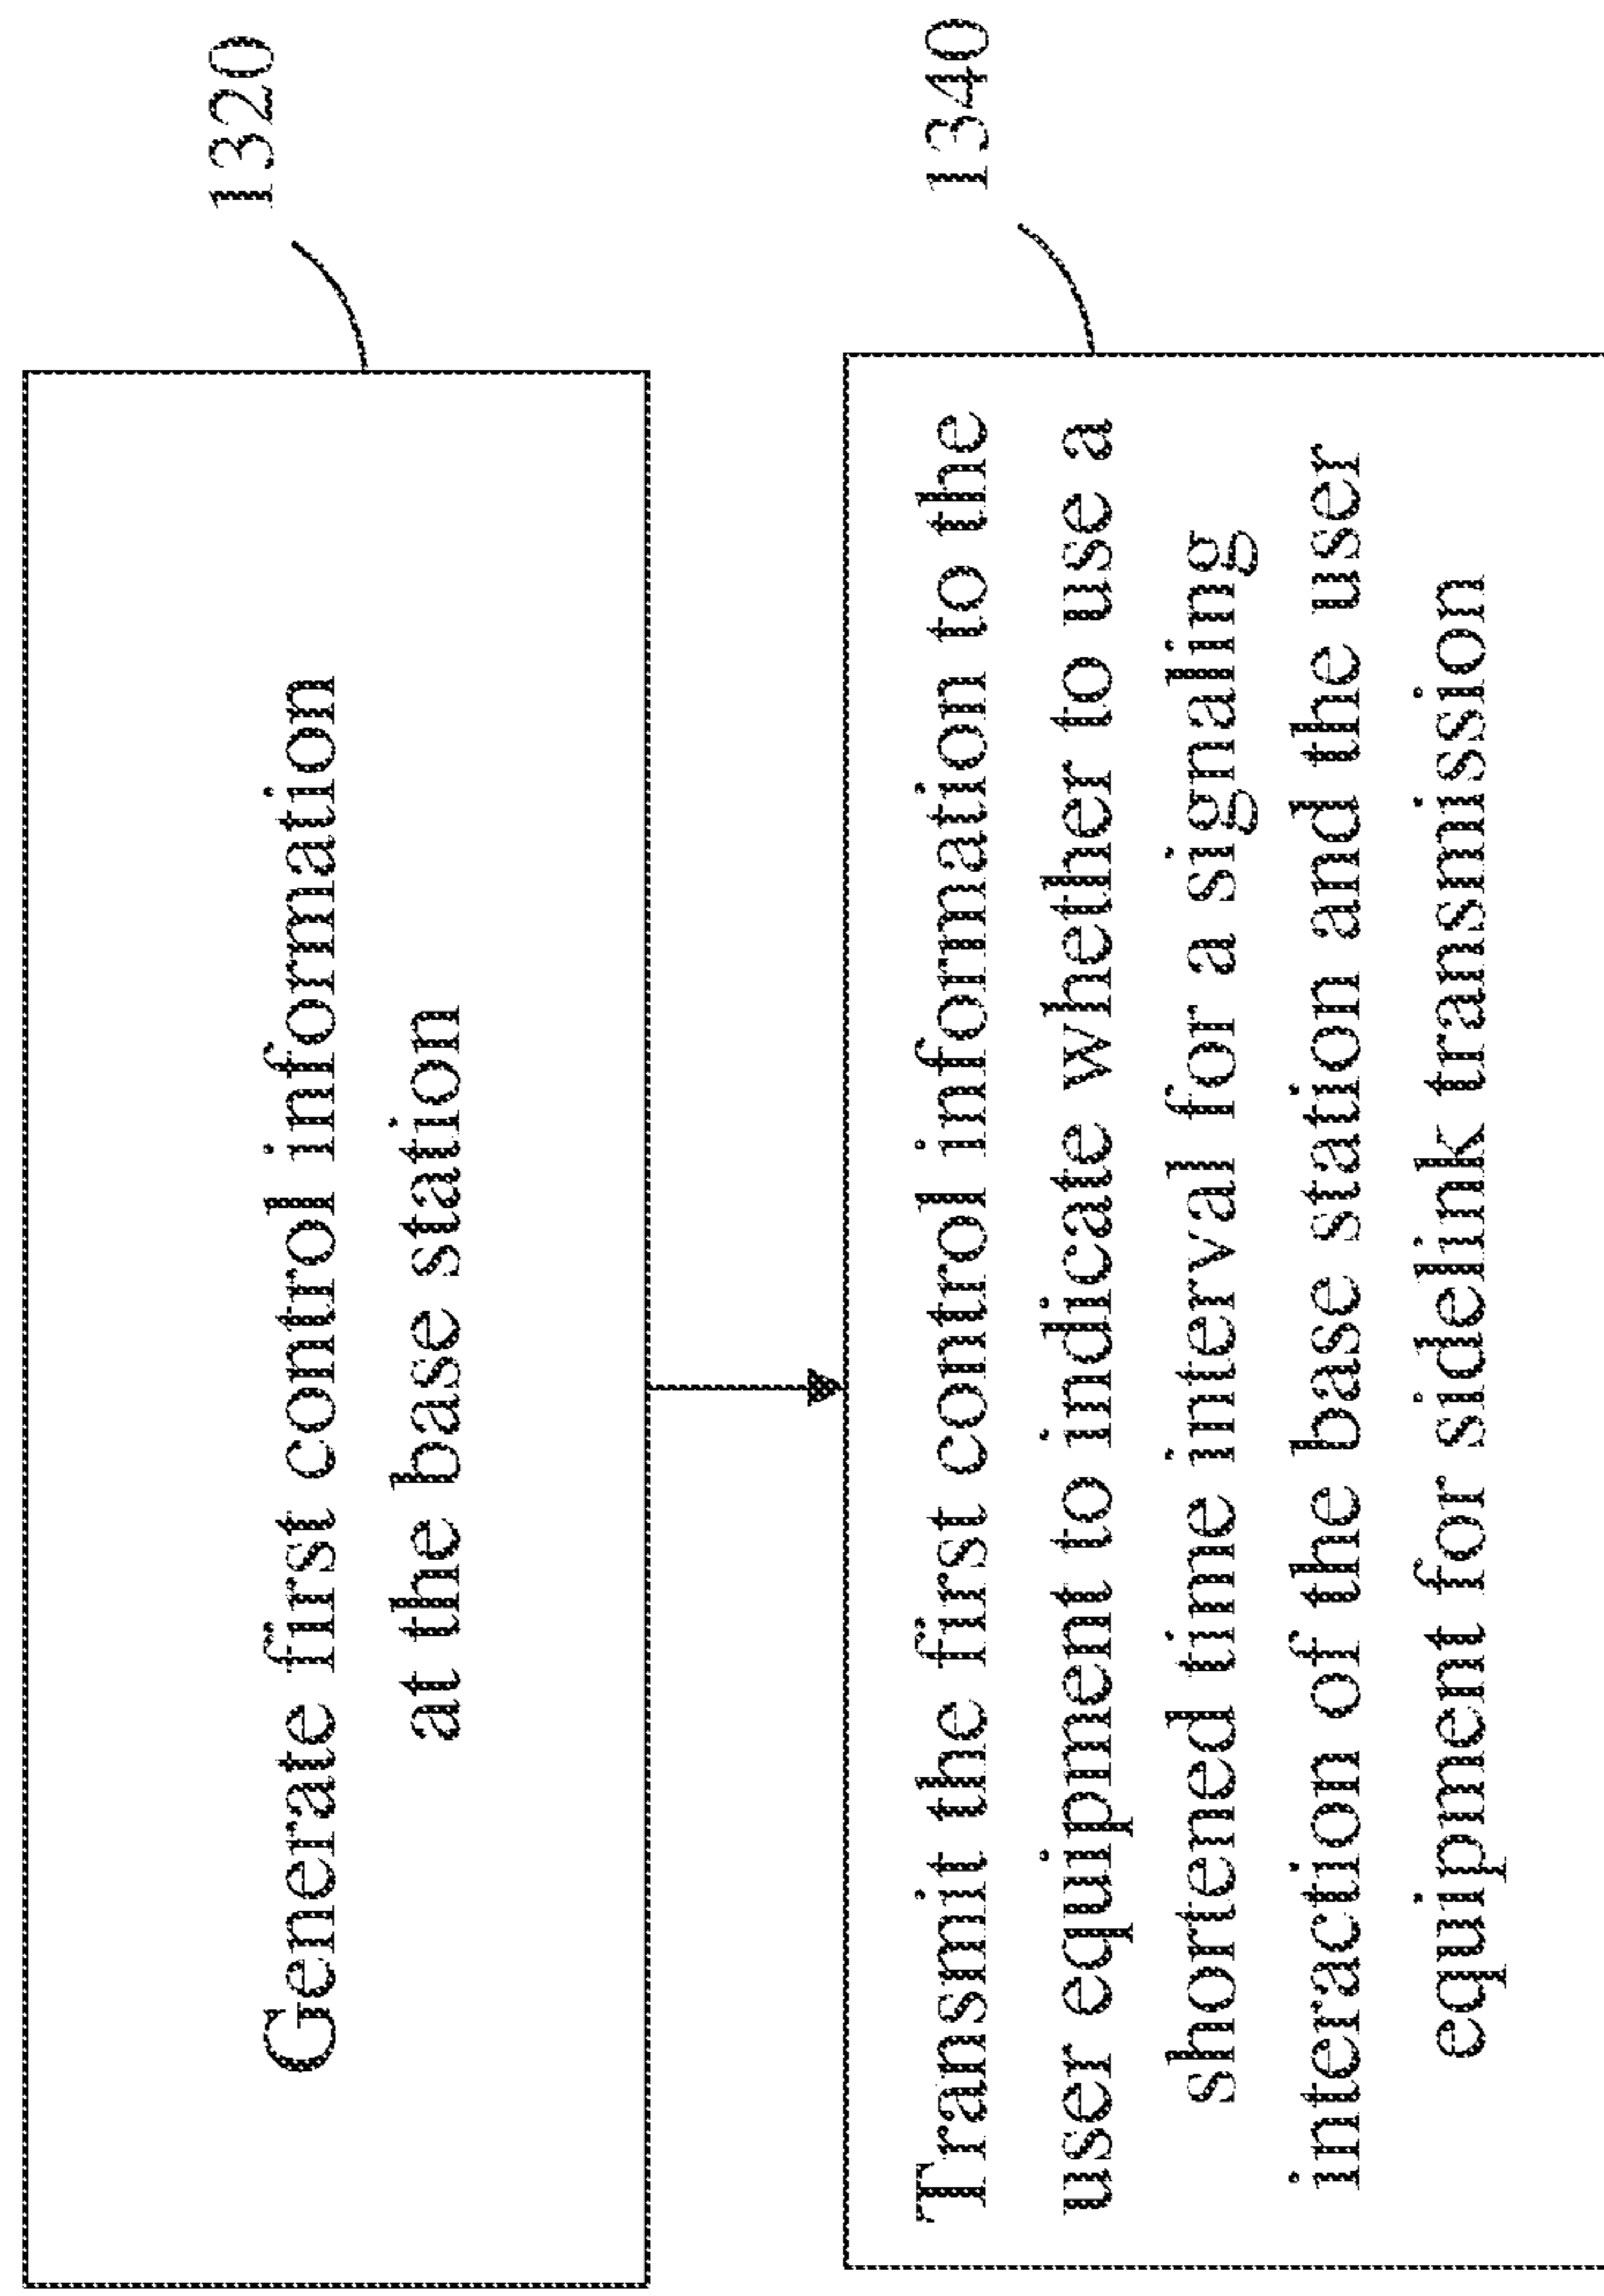 1320
Generate first control information
at the base station
1340
Transmit the first control information to the
user equipment to indicate whether to use a
shortened time interval for a signaling
interaction of the base station and the user
equipment for sidelink transmission